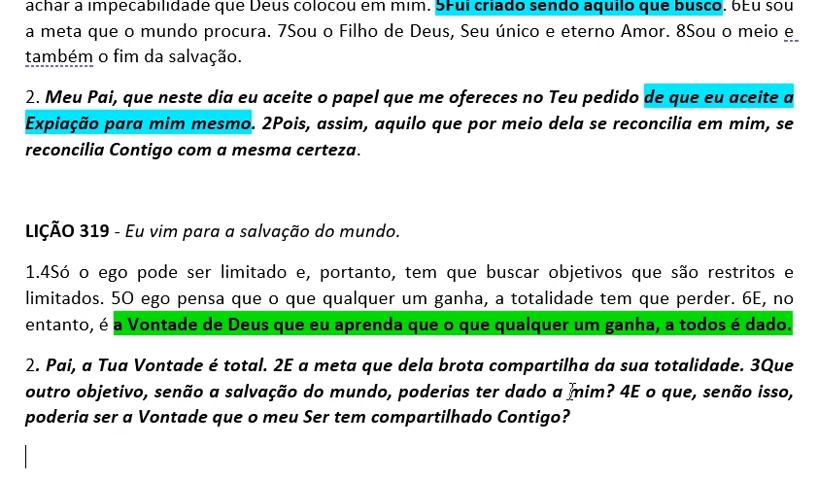 achar a impecabilidade que Deus colocou em mim. 5Fui criado sendo aquilo que busco. 6Eu sou
a meta que o mundo procura. 7Sou o Filho de Deus, Seu único e eterno Amor. 8Sou o meio e
também o fim da salvação.
2. Meu Pai, que neste dia eu aceite o papel que me ofereces no Teu pedido de que eu aceite a
Expiação para mim mesmo. 2Pois, assim, aquilo que por meio dela se reconcilia em mim, se
reconcilia Contigo com a mesma certeza.
LIÇÃO 319 - Eu vim para a salvação do mundo.
1.4Só o ego pode ser limitado e, portanto, tem que buscar objetivos que são restritos e
limitados. 5O ego pensa que o que qualquer um ganha, a totalidade tem que perder. 6E, no
entanto, é a Vontade de Deus que eu aprenda que o que qualquer um ganha, a todos é dado.
2. Pai, a Tua Vontade é total. 2E a meta que dela brota compartilha da sua totalidade. 3Que
outro objetivo, senão a salvação do mundo, poderias ter dado a mim? 4E o que, senão isso,
poderia ser a Vontade que o meu Ser tem compartilhado Contigo?